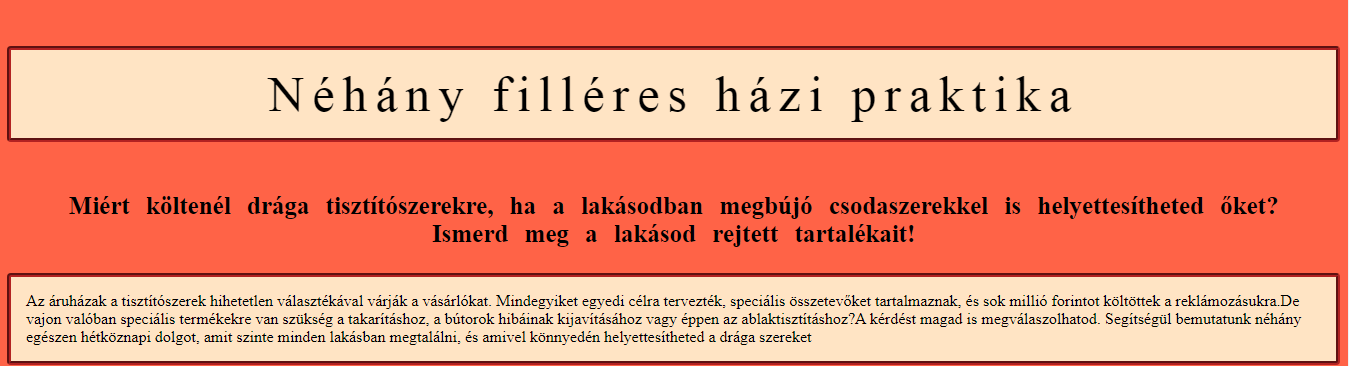 Néhány filléres házi praktika
Miért költenél drága tisztítószerekre, ha a lakásodban megbújó csodaszerekkel is helyettesítheted őket?
Ismerd meg a lakásod rejtett tartalékait!
Az áruházak a tisztítószerek hihetetlen választékával várják a vásárlókat. Mindegyiket egyedi célra tervezték, speciális összetevőket tartalmaznak, és sok millió forintot költöttek a reklámozásukra.De
vajon valóban speciális termékekre van szükség a takarításhoz, a bútorok hibáinak kijavításához vagy éppen az ablaktisztításhoz?A kérdést magad is megválaszolhatod. Segítségül bemutatunk néhány
egészen hétköznapi dolgot, amit szinte minden lakásban megtalálni, és amivel könnyedén helyettesítheted a drága szereket